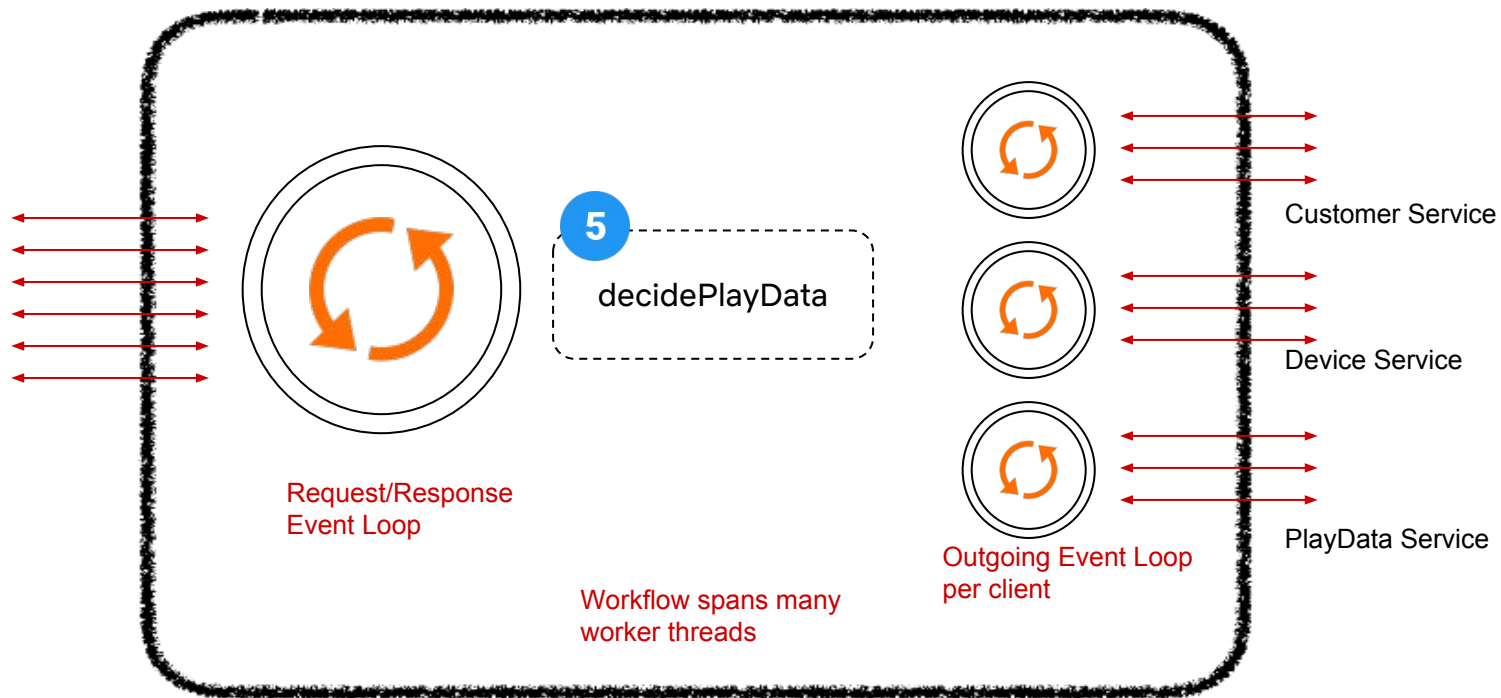 5
decidePlayData
Customer Service
Device Service
PlayData Service
Request/Response
Event Loop
Outgoing Event Loop
per client
Workflow spans many
worker threads